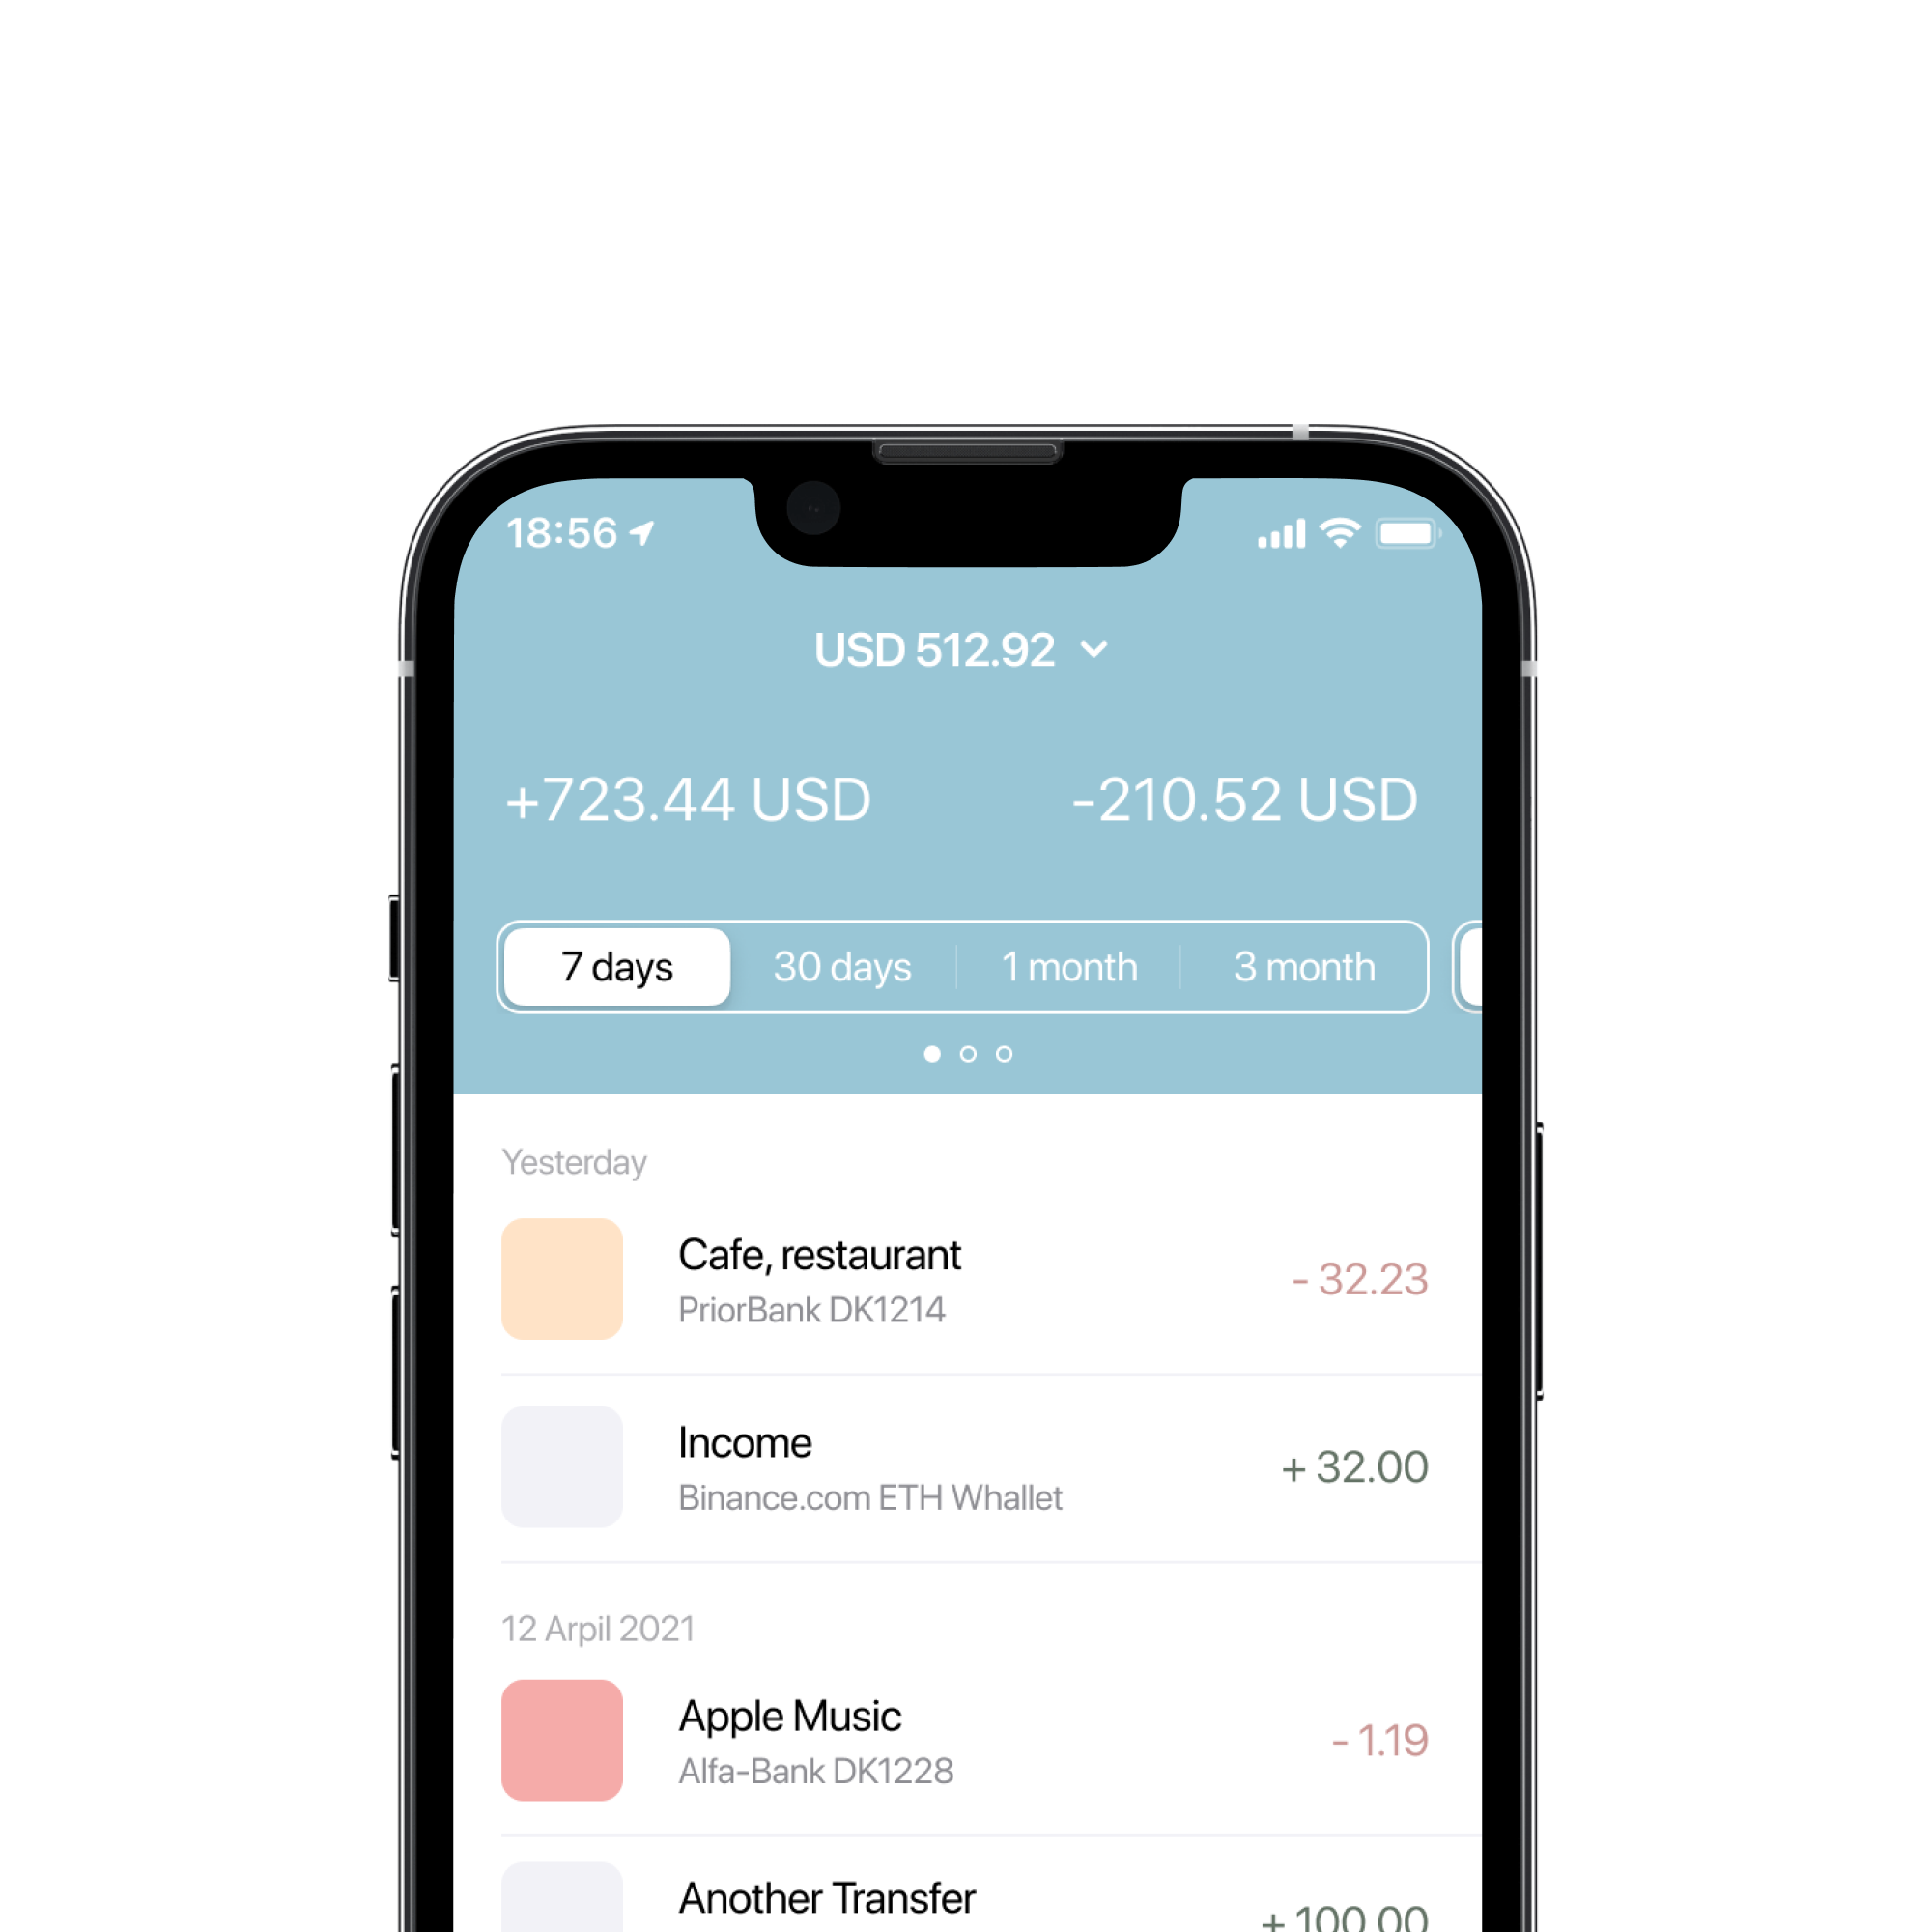 18:56
USD 512.92
+723.44 USD
-210.52 USD
7 days
30 days
1 month
3 month
Yesterday
Cafe, restaurant
PriorBank DK1214
- 32.23
Income
Binance.com ETH Whallet
+ 32.00
12 Arpil 2021
Apple Music
Alfa-Bank DK1228
- 1.19
Another Transfer
+ 100.00